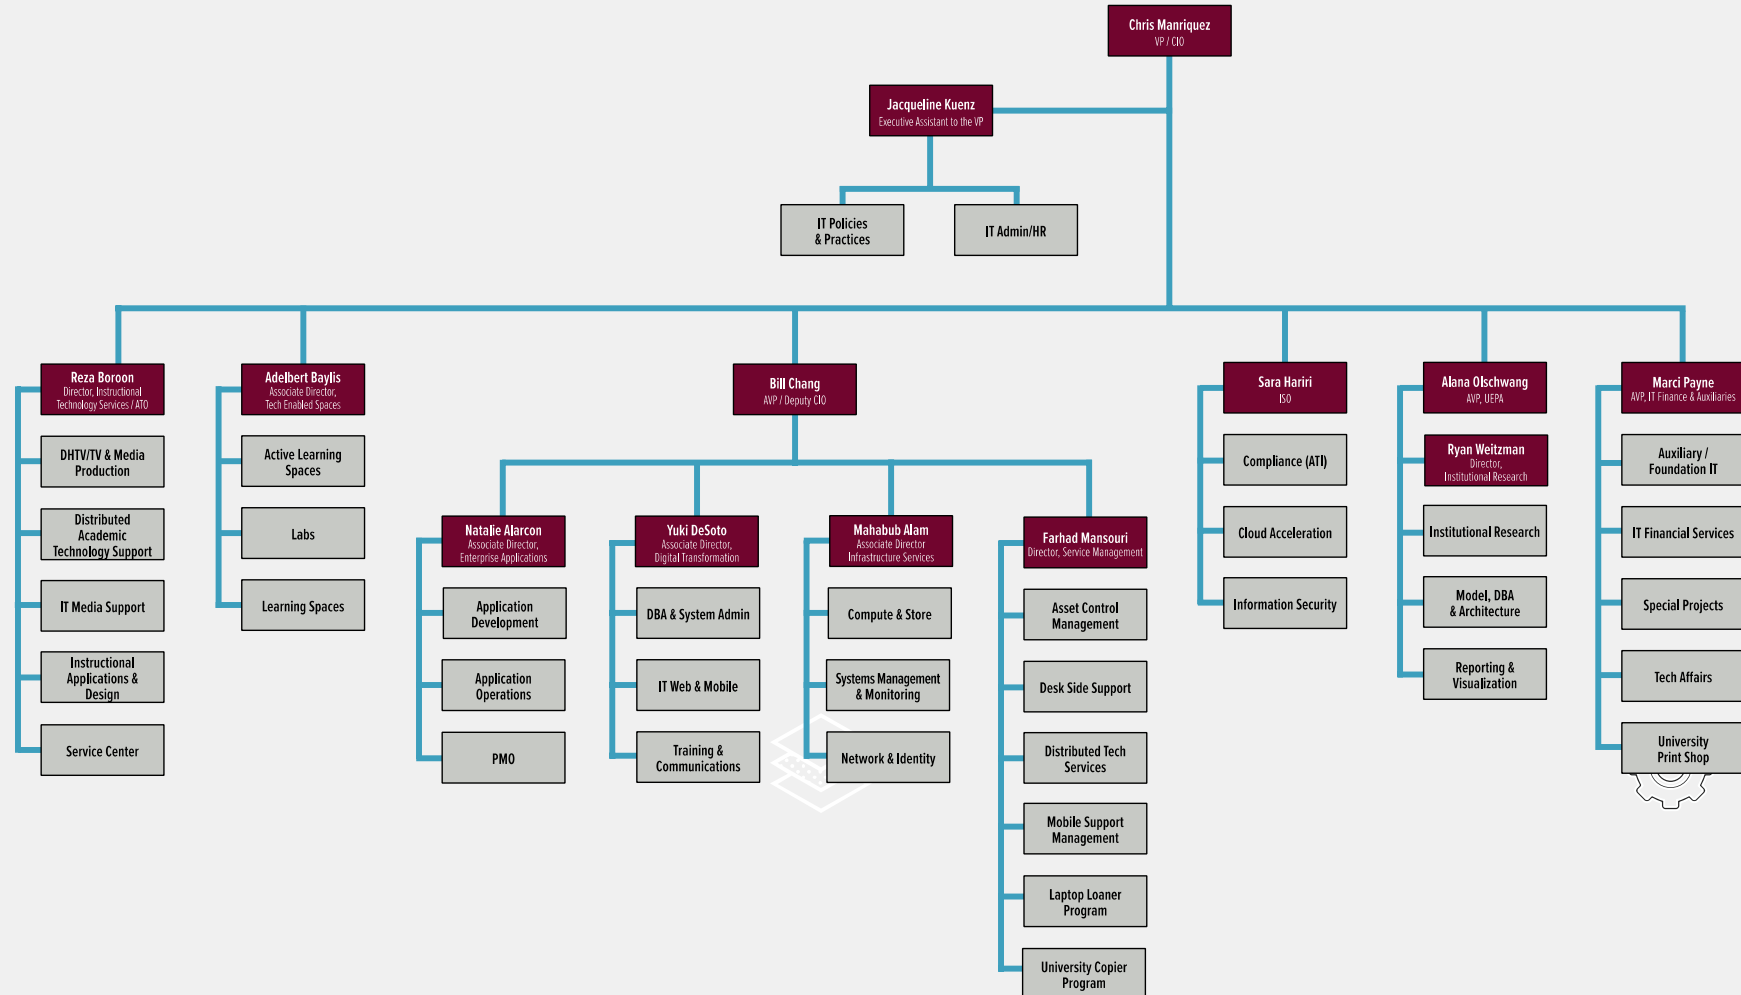 Chris Manriquez
VP / CIO
Jacqueline Kuenz
Executive Assistant to the VP
IT Policies
& Practices
IT Admin/HR
Reza Boroon
Director, Instructional
Technology Services / ATO
DHTV/TV & Media
Production
Distributed
Academic
Technology Support
IT Media Support
Instructional
Applications &
Design
Service Center
Adelbert Baylis
Associate Director,
Tech Enabled Spaces
Active Learning
Spaces
Labs
Learning Spaces
Bill Chang
AVP / Deputy CIO
Natalie Alarcon
Associate Director,
Enterprise Applications
Application
Development
Application
Operations
PMO
Yuki DeSoto
Associate Director,
Digital Transformation
DBA & System Admin
IT Web & Mobile
Training &
Communications
Mahabub Alam
Associate Director
Infrastructure Services
Compute & Store
Systems Management
& Monitoring
Network & Identity
Farhad Mansouri
Director, Service Management
Asset Control
Management
Desk Side Support
Distributed Tech
Services
Mobile Support
Management
Laptop Loaner
Program
University Copier
Program
Sara Hariri
ISO
Compliance (ATI)
Cloud Acceleration
Information Security
Alana Olschwang
AVP, UEPA
Ryan Weitzman
Director,
Institutional Research
Institutional Research
Model, DBA
& Architecture
Reporting &
Visualization
Marci Payne
AVP, IT Finance & Auxiliaries
Auxiliary /
Foundation IT
IT Financial Services
Special Projects
Tech Affairs
University
Print Shop